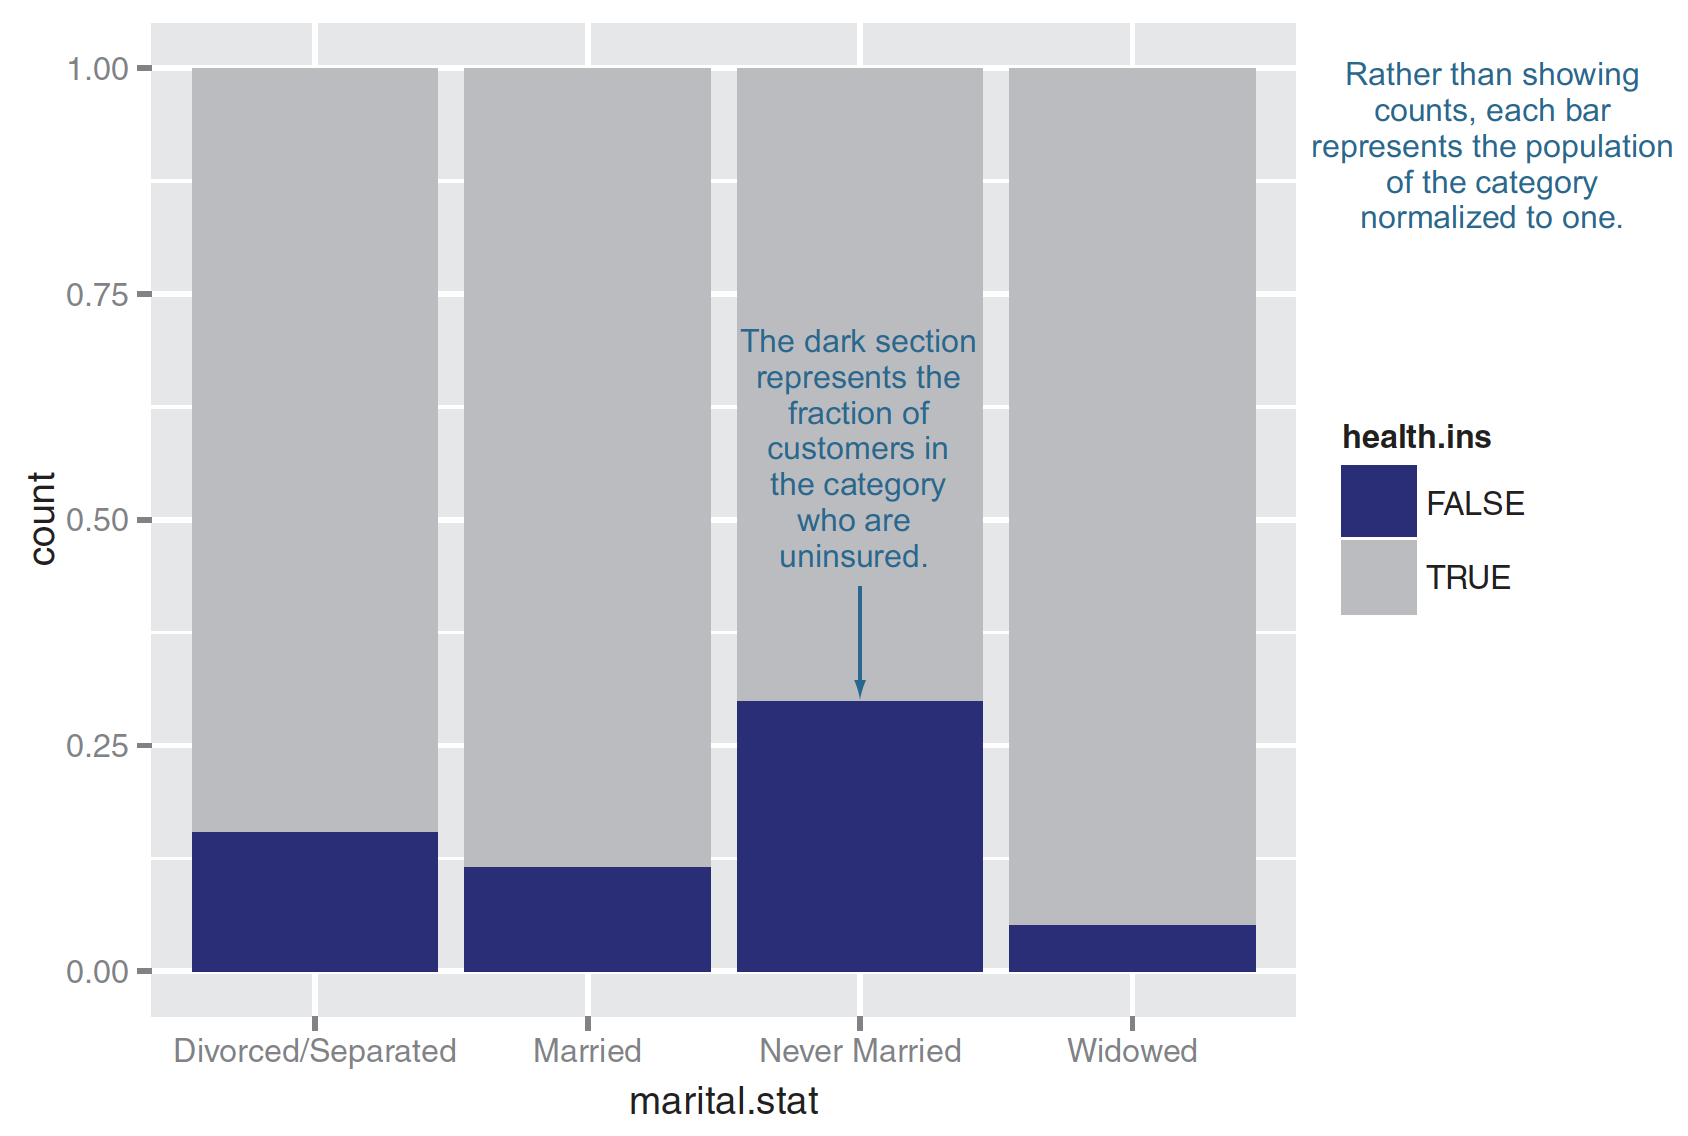 1.00
0.75
0.50
0.25
0.00
count
Divorced/Separated
Married
Never Married
Widowed
marital.stat
The dark section
represents the
fraction of
customers in
the category
who are
uninsured.
Rather than showing
counts, each bar
represents the population
of the category
normalized to one.
health.ins
FALSE
TRUE